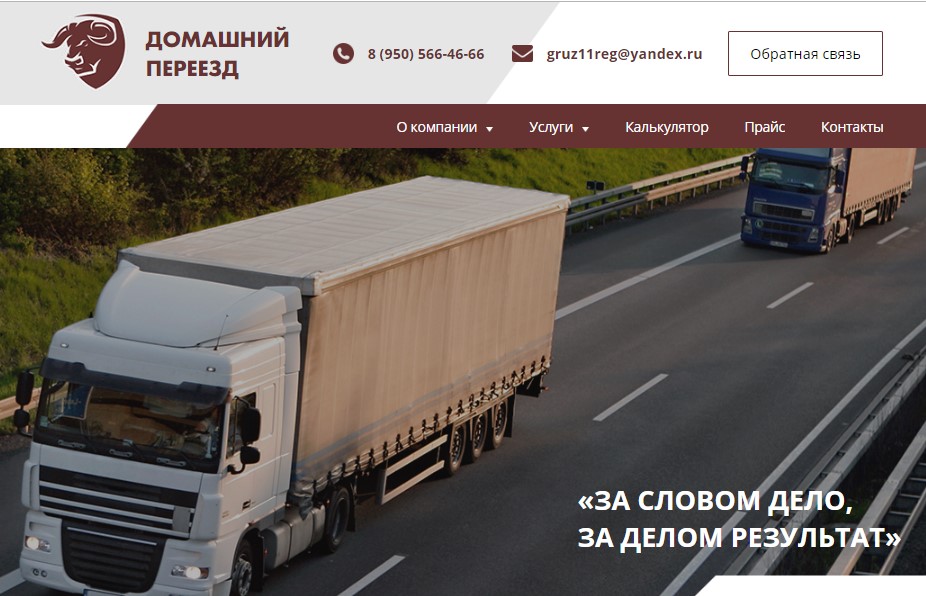 ДОМАШНИЙ
ПЕРЕЕЗД
8 (950) 566-46-66
gruz11reg@yandex.ru
Обратная связь
О компании
Услуги
Калькулятор
Прайс
Контакты
«ЗА СЛОВОМ ДЕЛО,
ЗА ДЕЛОМ РЕЗУЛЬТАТ»